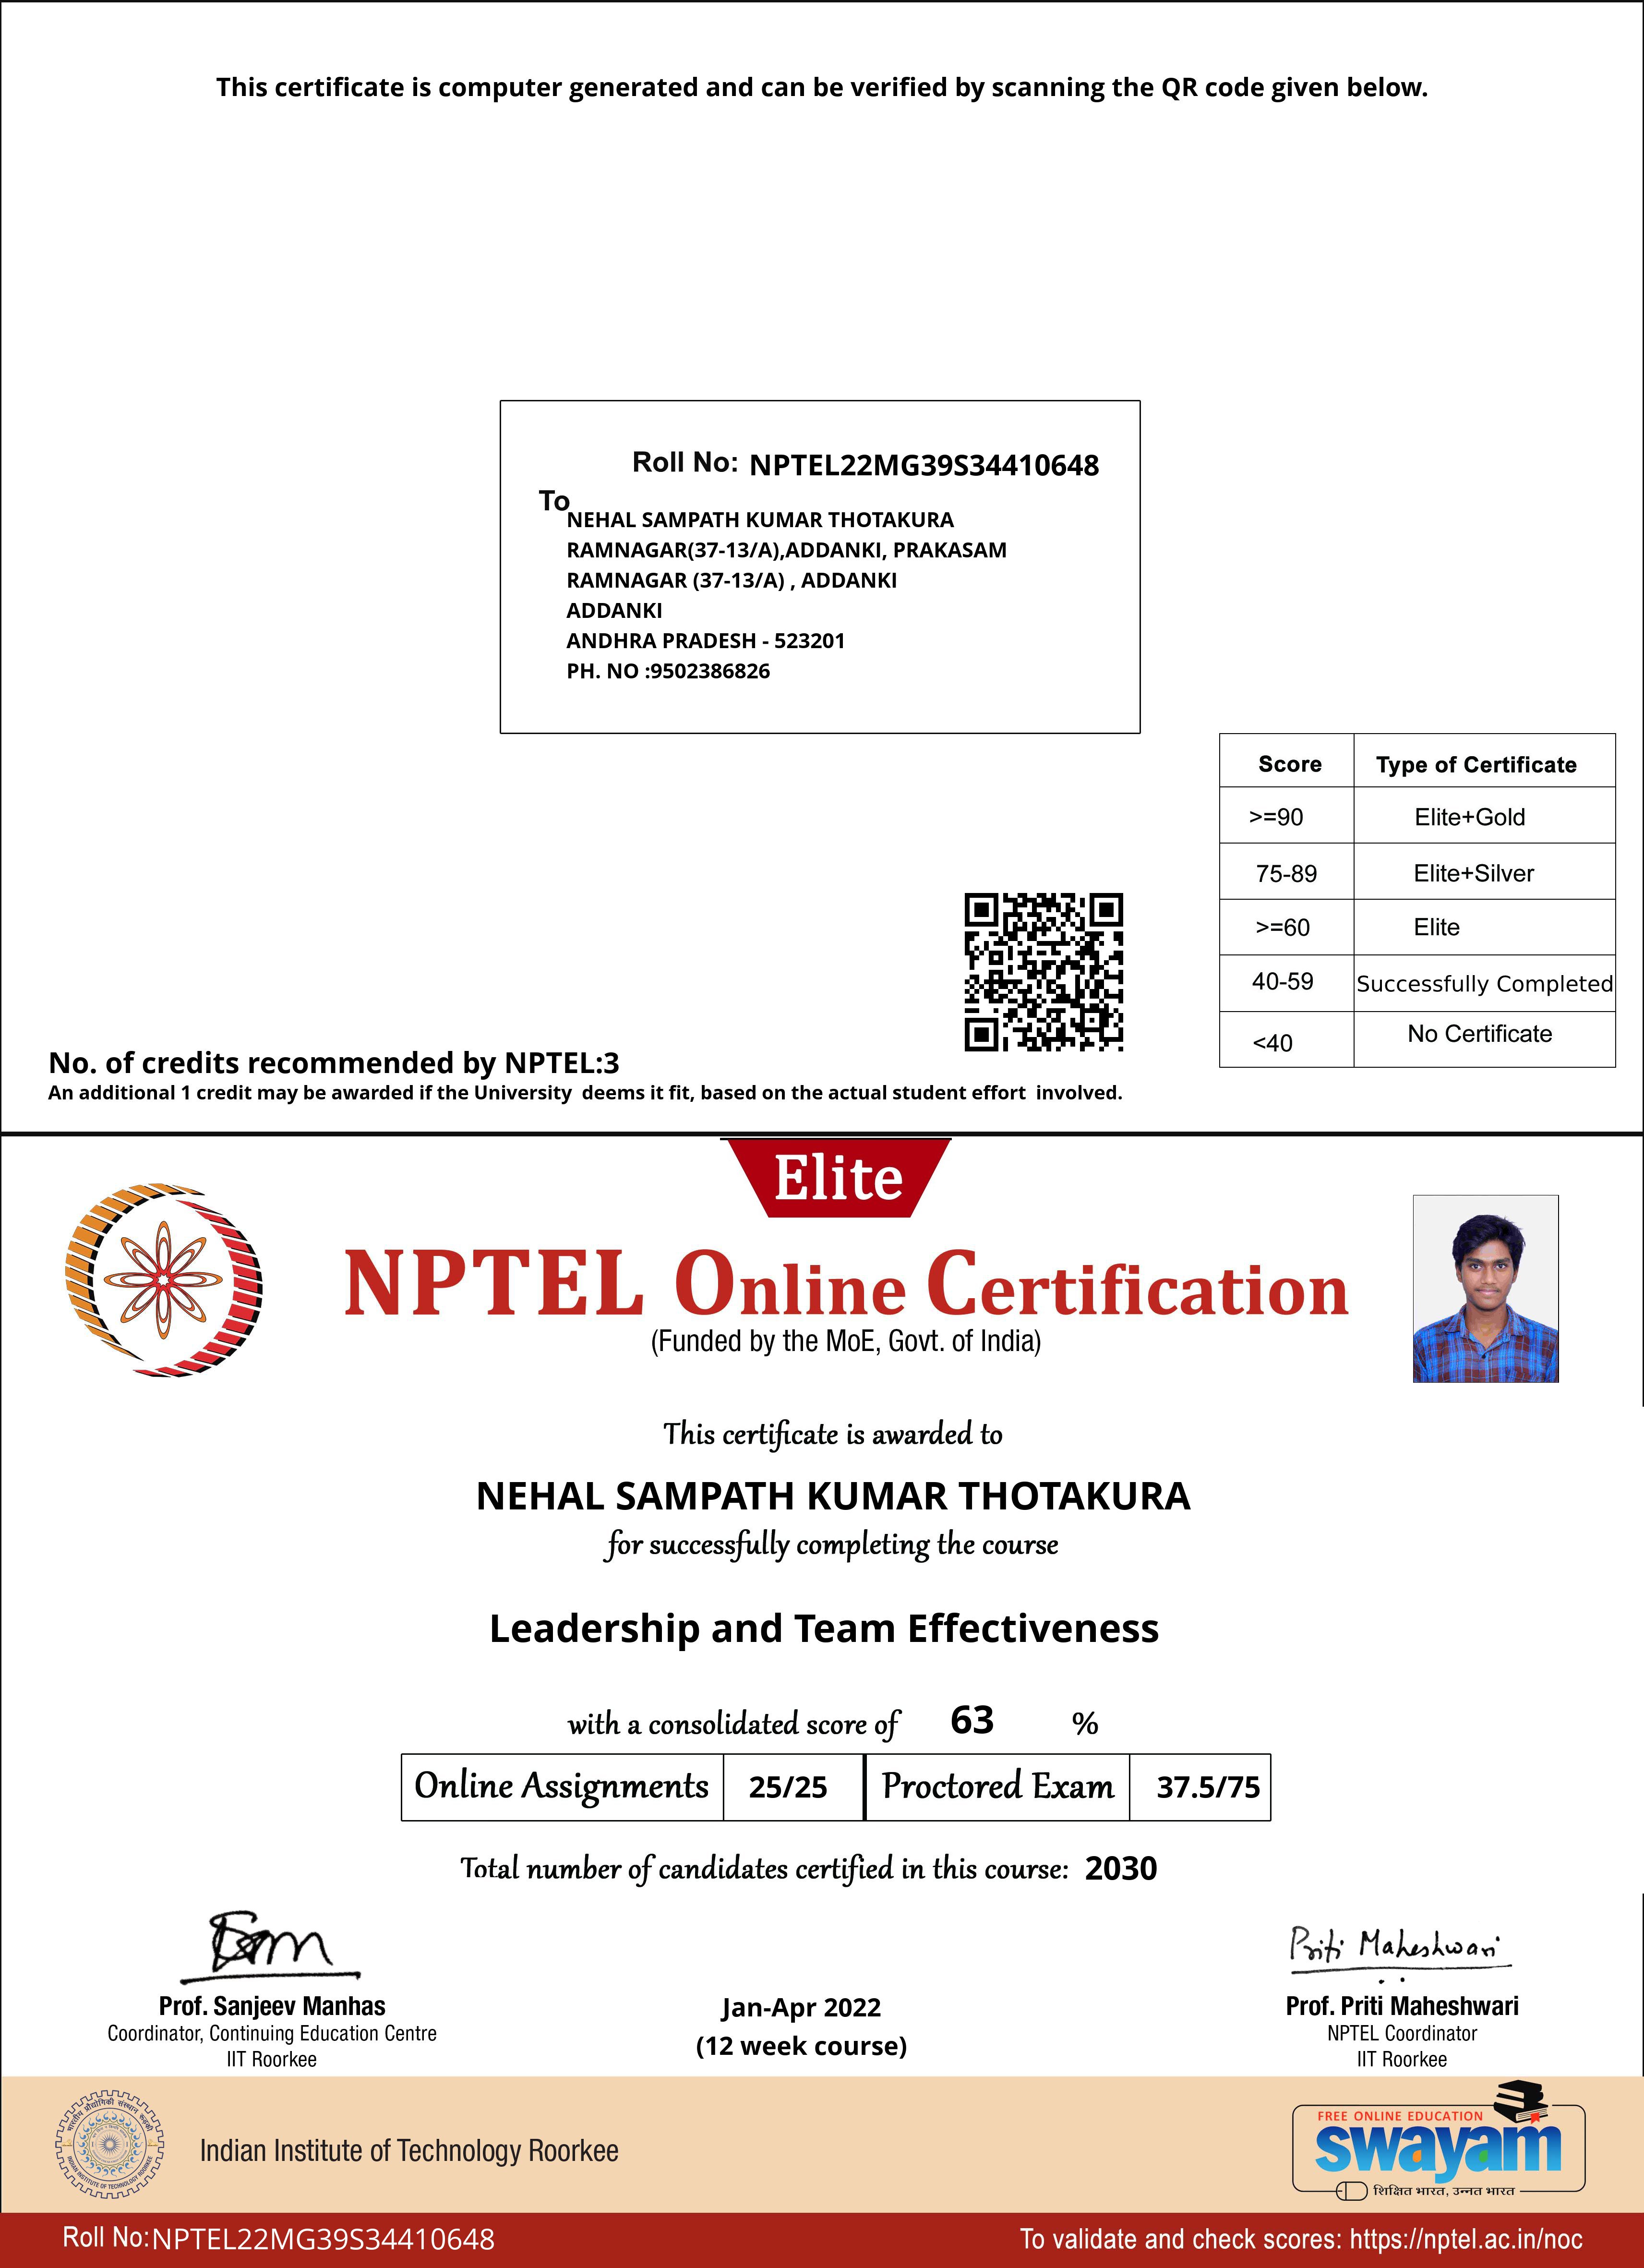 This certificate is computer generated and can be verified by scanning the QR code given below.
Roll No: NPTEL22MG39S34410648
To
NEHAL SAMPATH KUMAR THOTAKURA
RAMNAGAR(37-13/A),ADDANKI, PRAKASAM
RAMNAGAR (37-13/A) , ADDANKI
ADDANKI
ANDHRA PRADESH - 523201
PH. NO :9502386826
Score Type of Certificate
>=90 Elite+Gold
75-89 Elite+Silver
>=60 Elite
40-59 Successfully Completed
<40 No Certificate
No. of credits recommended by NPTEL:3
An additional 1 credit may be awarded if the University deems it fit, based on the actual student effort involved.
Elite
NPTEL Online Certification
(Funded by the MoE, Govt. of India)
This certificate is awarded to
NEHAL SAMPATH KUMAR THOTAKURA
for successfully completing the course
Leadership and Team Effectiveness
with a consolidated score of 63 %
Online Assignments 25/25 Proctored Exam 37.5/75
Total number of candidates certified in this course: 2030
Priti Maheshwari
Prof. Sanjeev Manhas
Coordinator, Continuing Education Centre
IIT Roorkee
Jan-Apr 2022
(12 week course)
Prof. Priti Maheshwari
NPTEL Coordinator
IIT Roorkee
भारतीय प्रौद्योगिकी संस्थान रुड़की
INDIAN INSTITUTE OF TECHNOLOGY ROORKEE
Indian Institute of Technology Roorkee
FREE ONLINE EDUCATION
swayam
शिक्षित भारत, उन्नत भारत
Roll No:NPTEL22MG39S34410648
To validate and check scores: https://nptel.ac.in/noc